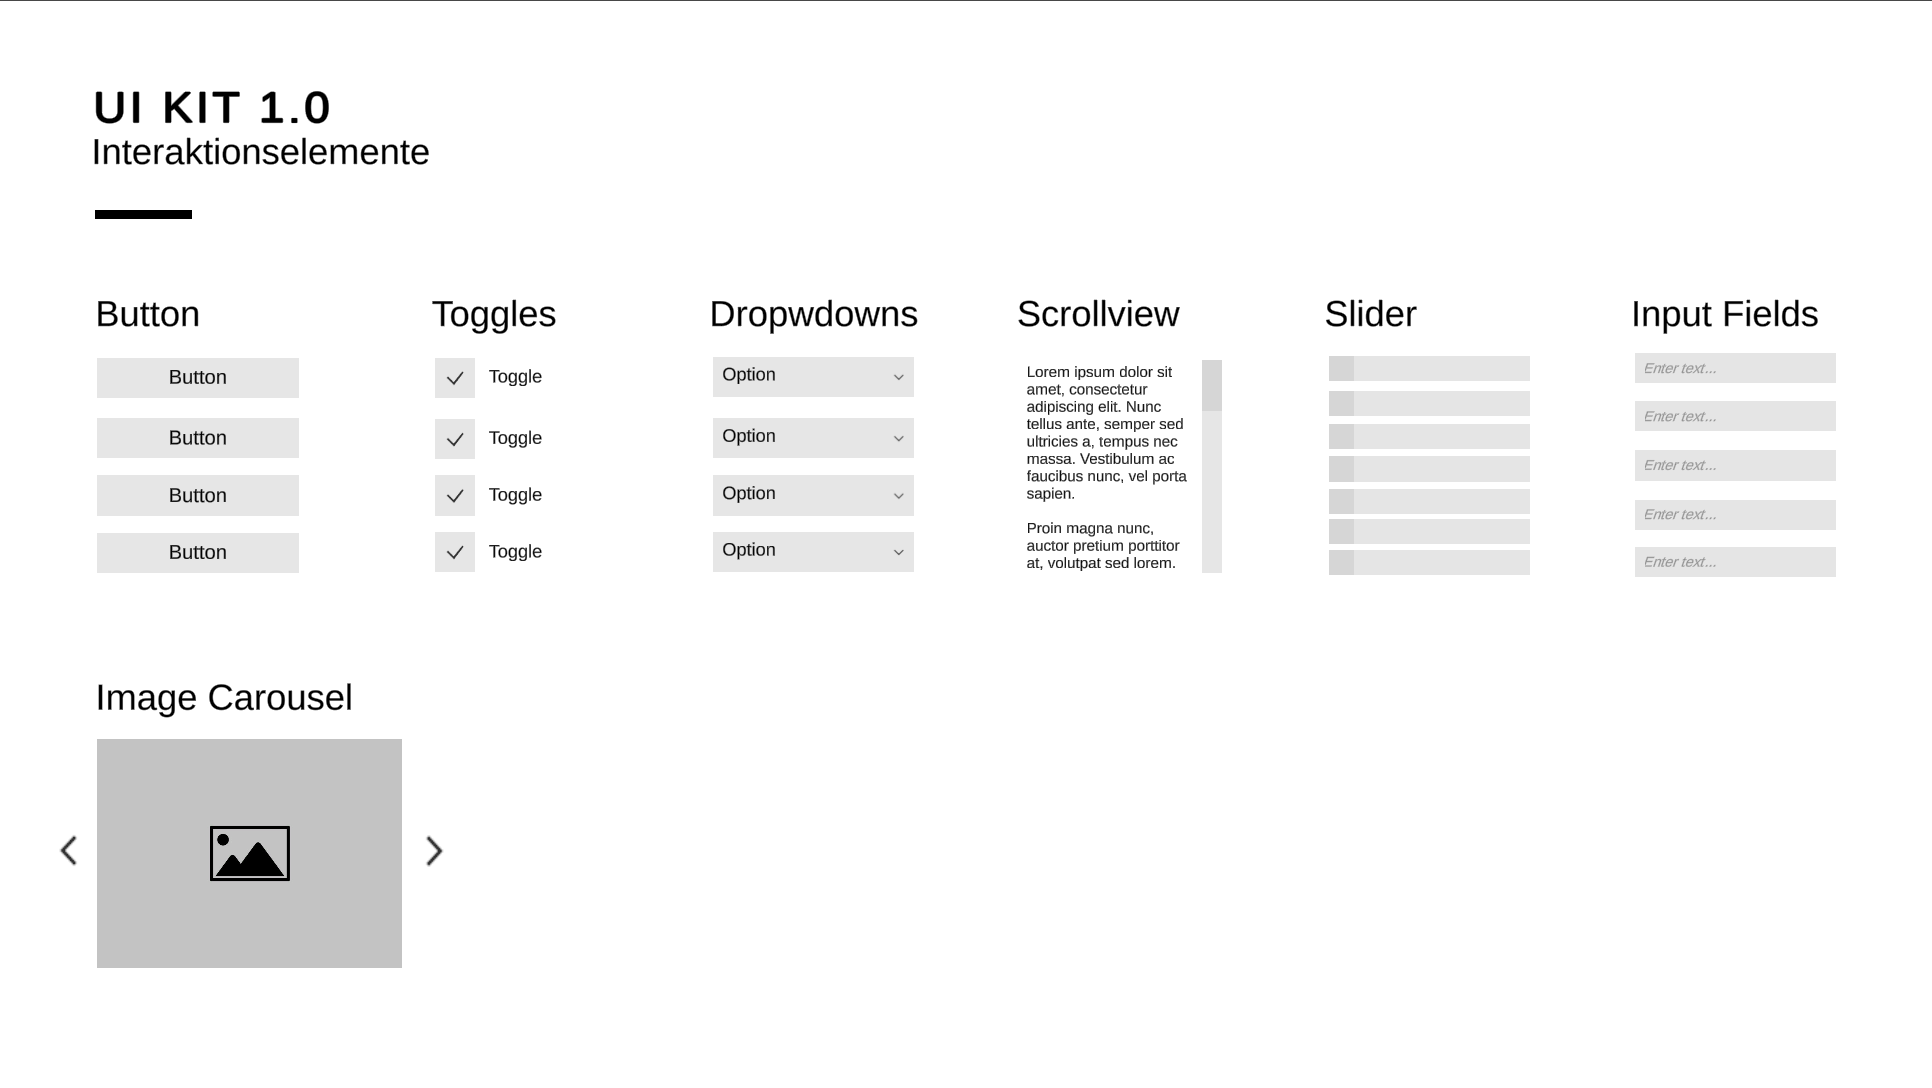 UI KIT 1.0
Interaktionselemente
Button
Button
Button
Button
Button
Toggles
Toggle
Toggle
Toggle
Toggle
Dropwdowns
Option
Option
Option
Option
Scrollview
Lorem ipsum dolor sit
amet, consectetur
adipiscing elit. Nunc
tellus ante, semper sed
ultricies a, tempus nec
massa. Vestibulum ac
faucibus nunc, vel porta
sapien.
Proin magna nunc,
auctor pretium porttitor
at, volutpat sed lorem.
Slider
Input Fields
Enter text...
Enter text...
Enter text...
Enter text...
Enter text...
Image Carousel